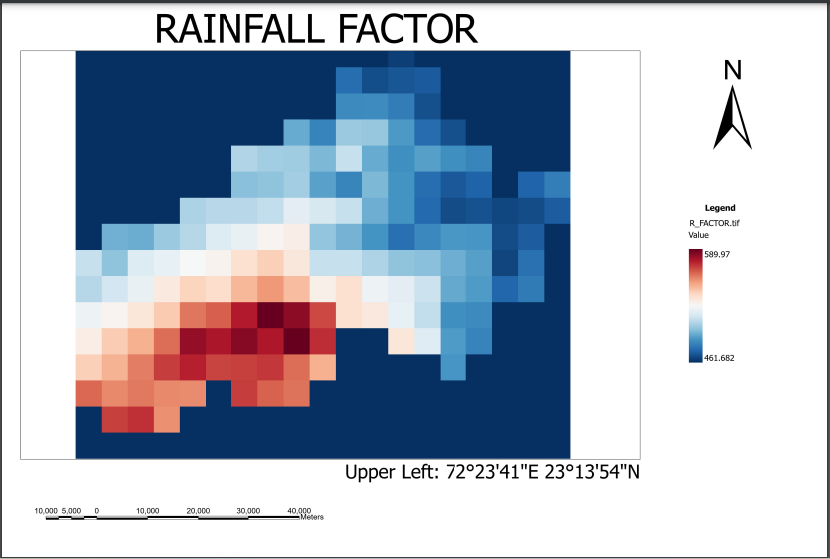 RAINFALL FACTOR
N
Legend
R_FACTOR.tif
Value
589.97
461.682
Upper Left: 72°23'41"E 23°13'54"N
10,000 5,000 0 10,000 20,000 30,000 40,000
Meters